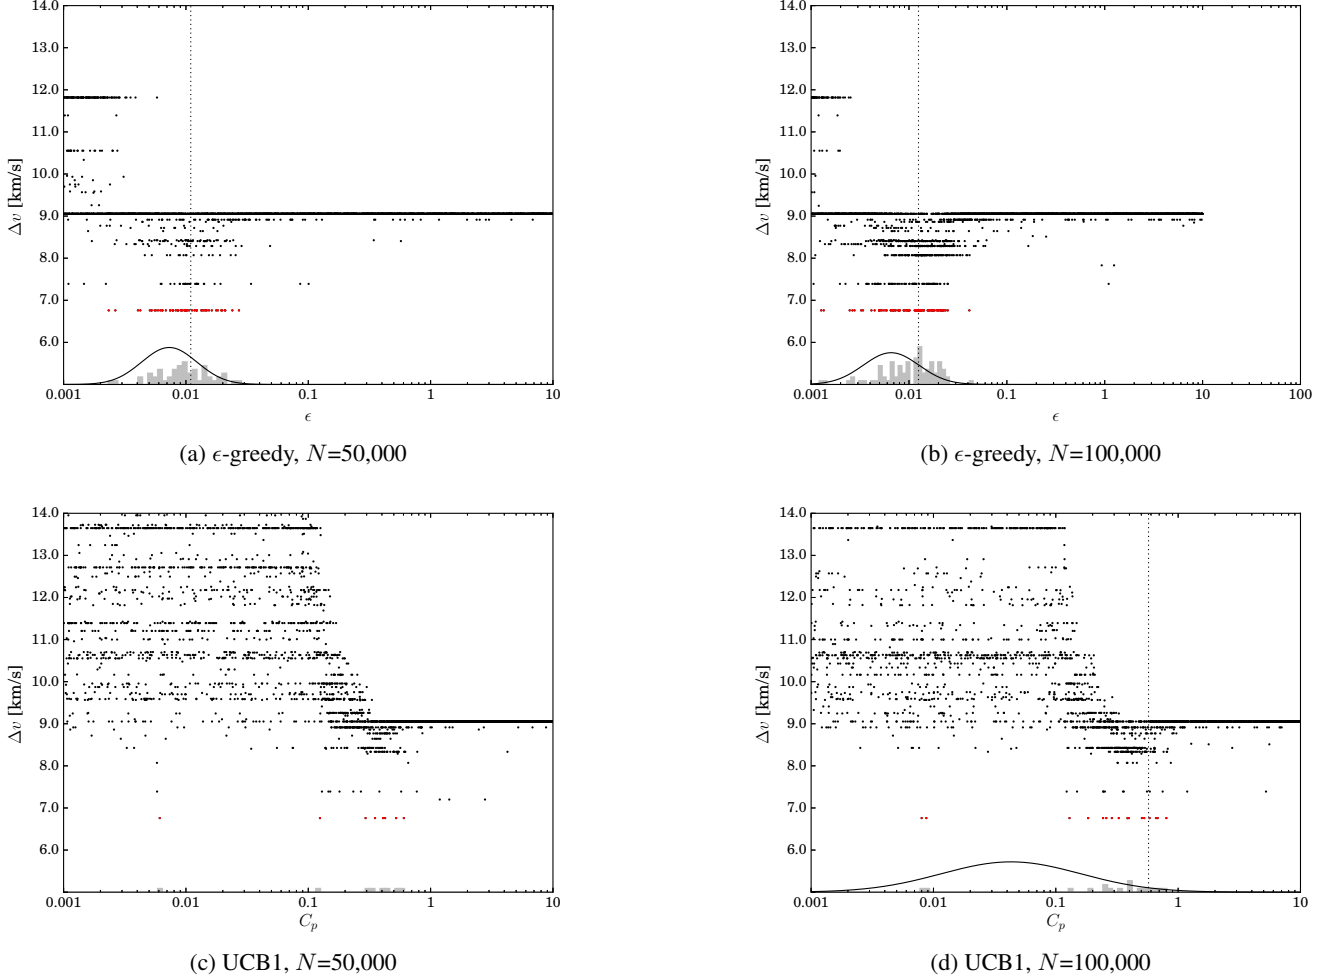 14.0
13.0
12.0
11.0
10.0
9.0
8.0
7.0
6.0
Δv [km/s]
0.001 0.01 0.1 1 10
ϵ
(a) ϵ-greedy, N=50,000
14.0
13.0
12.0
11.0
10.0
9.0
8.0
7.0
6.0
Δv [km/s]
0.001 0.01 0.1 1 10 100
ϵ
(b) ϵ-greedy, N=100,000
14.0
13.0
12.0
11.0
10.0
9.0
8.0
7.0
6.0
Δv [km/s]
0.001 0.01 0.1 1 10
C_p
(c) UCB1, N=50,000
14.0
13.0
12.0
11.0
10.0
9.0
8.0
7.0
6.0
Δv [km/s]
0.001 0.01 0.1 1 10
C_p
(d) UCB1, N=100,000